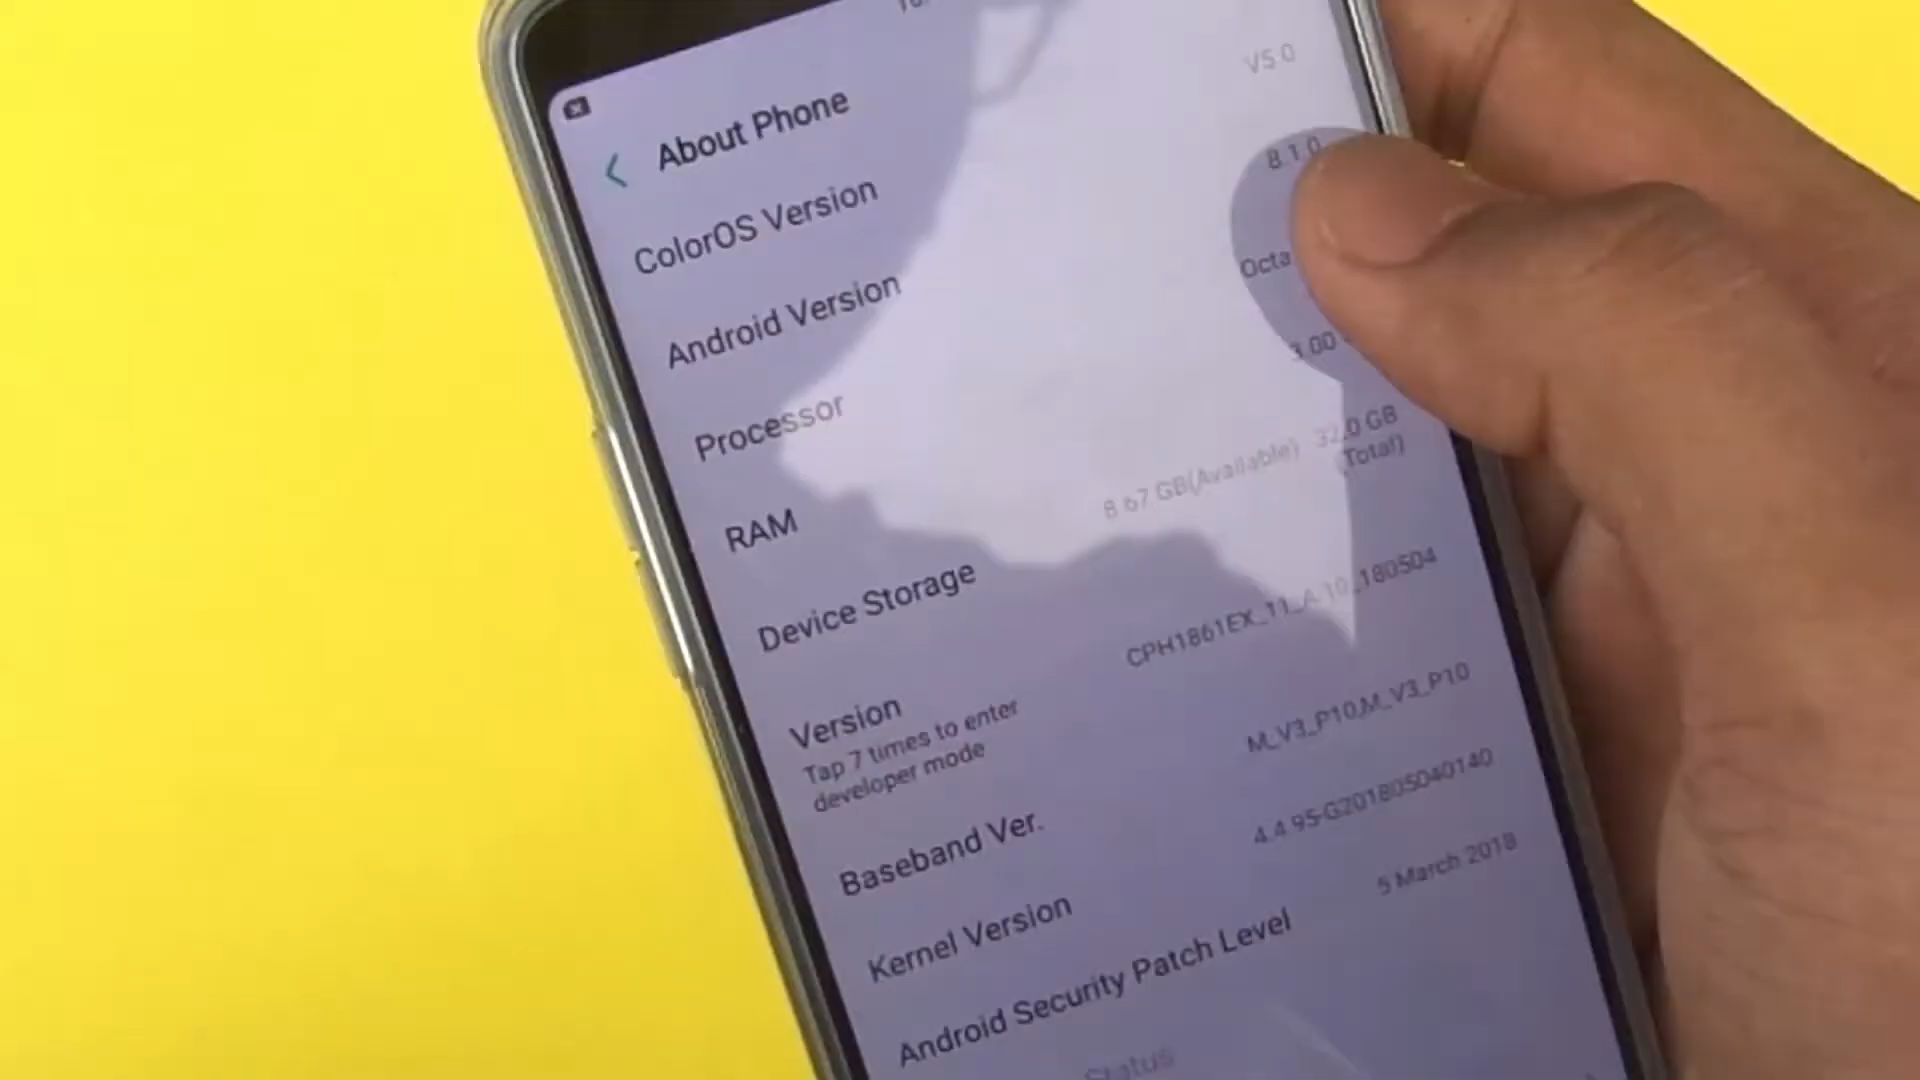 About Phone
ColorOS Version V5.0
Android Version 8.1.0
Processor Octa
RAM 3.00
Device Storage 8.67 GB(Available) 32.0 GB
(Total)
Version CPH1861EX_11_A.10_180504
Tap 7 times to enter
developer mode
Baseband Ver. M_V3_P10,M_V3_P10
Kernel Version 4.4.95-G201805040140
Android Security Patch Level 5 March 2018
Status